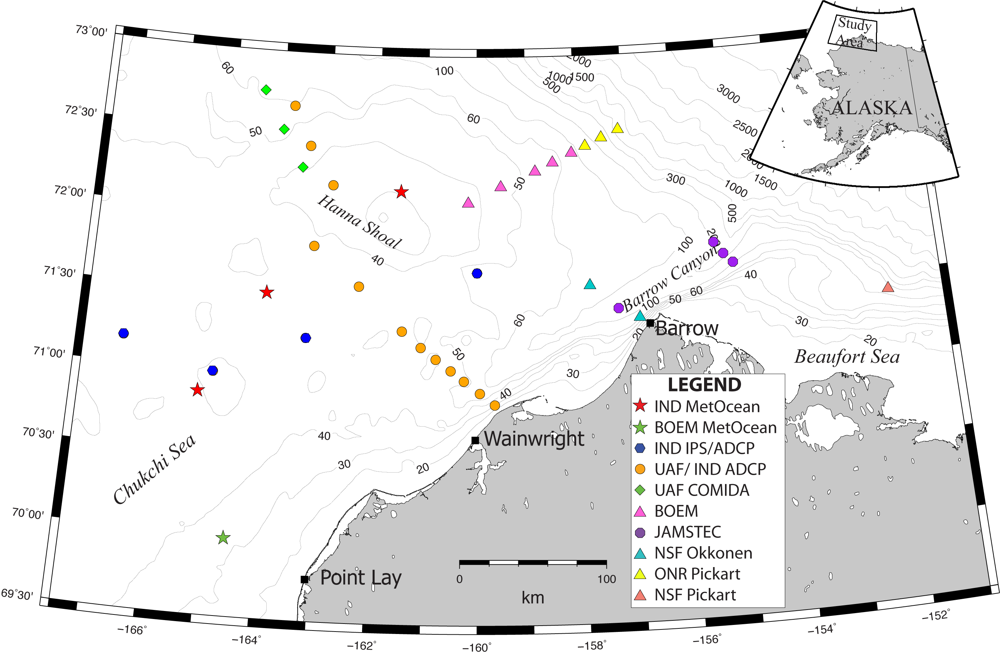 73°00'
72°30'
72°00'
71°30'
71°00'
70°30'
70°00'
69°30'
−166°
−164°
−162°
−160°
−158°
−156°
−154°
−152°
60
50
100
60
50
2000
1000
1500
500
3000
2500
2000
1500
1000
300
500
200
100
40
60
50
100
40
30
20
20
30
60
50
40
40
40
30
20
Hanna Shoal
Barrow Canyon
Chukchi Sea
Beaufort Sea
Barrow
Wainwright
Point Lay
0
100
km
Study
Area
ALASKA
LEGEND
IND MetOcean
BOEM MetOcean
IND IPS/ADCP
UAF/ IND ADCP
UAF COMIDA
BOEM
JAMSTEC
NSF Okkonen
ONR Pickart
NSF Pickart